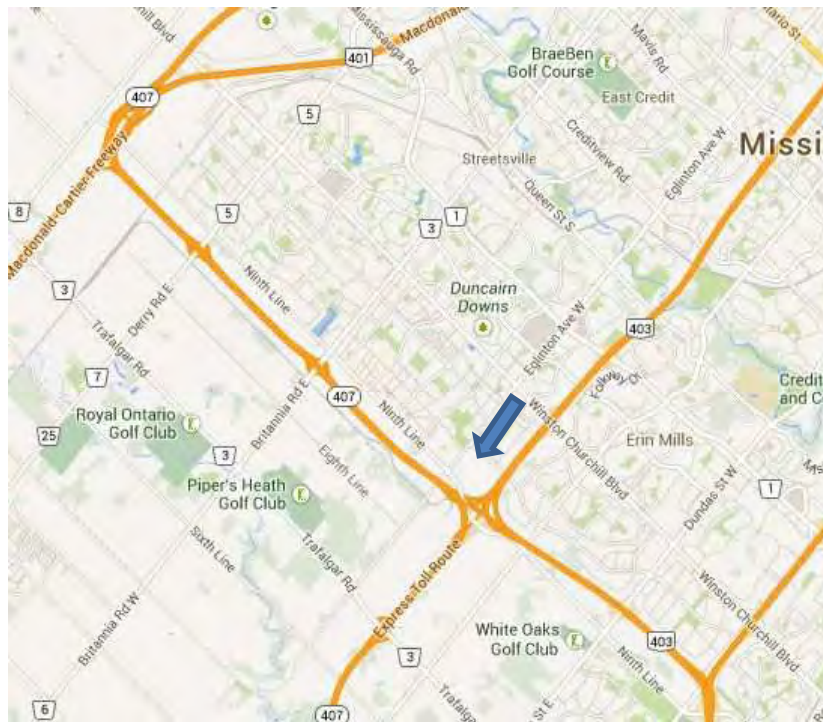 Mississauga Rd
Macdonald
401
407
Macdonald-Cartier Freeway
BraeBen
Golf Course
Mavis Rd
East Credit
Creditview Rd
Eglinton Ave W
Missi
5
Streetsville
Queen St S
8
5
3
1
3
Ninth Line
Derry Rd E
Trafalgar Rd
Duncairn
Downs
Eglinton Ave W
403
7
Britannia Rd E
407
Ninth Line
Folkway Dr
Credit
and C
Royal Ontario
Golf Club
25
3
Eighth Line
Winston Churchill Blvd
Erin Mills
Piper's Heath
Golf Club
1
Dundas St W
Sixth Line
Trafalgar Rd
Express Toll Route
Britannia Rd W
White Oaks
Golf Club
403
Winston Churchill Blvd
Ninth Line
3
6
407
Trafalgar
St E